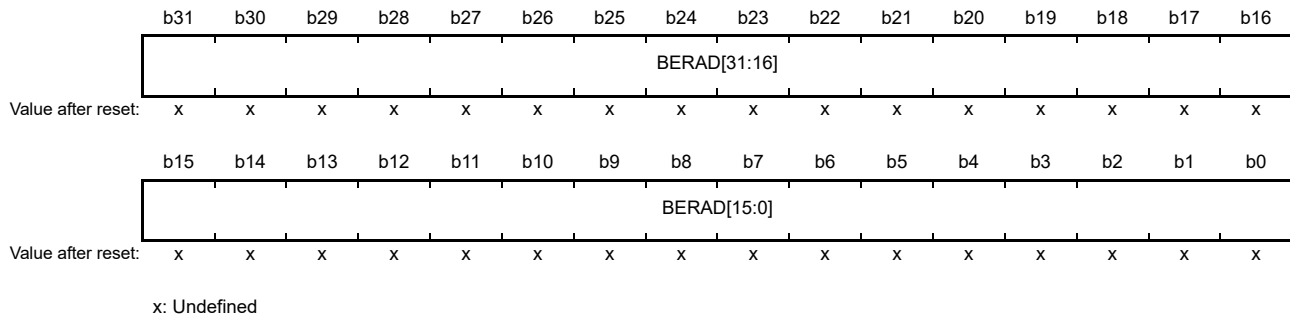 b31 b30 b29 b28 b27 b26 b25 b24 b23 b22 b21 b20 b19 b18 b17 b16
BERAD[31:16]
Value after reset: x x x x x x x x x x x x x x x x
b15 b14 b13 b12 b11 b10 b9 b8 b7 b6 b5 b4 b3 b2 b1 b0
BERAD[15:0]
Value after reset: x x x x x x x x x x x x x x x x
x: Undefined